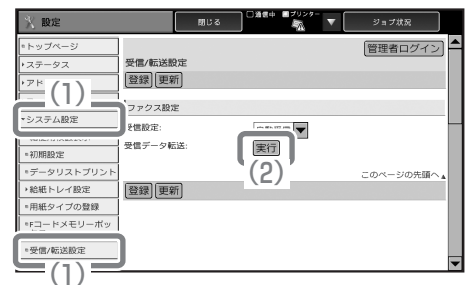 設定
閉じる
通信中
プリンター
ジョブ状況
トップページ
管理者ログイン
ステータス
受信/転送設定
アド
登録 更新
(1)
システム設定
ファクス設定
受信設定:
受信データ転送:
実行
(2)
初期設定
データリストプリント
このページの先頭へ▲
給紙トレイ設定
登録 更新
用紙タイプの登録
Fコードメモリーボッ
受信/転送設定
(1)